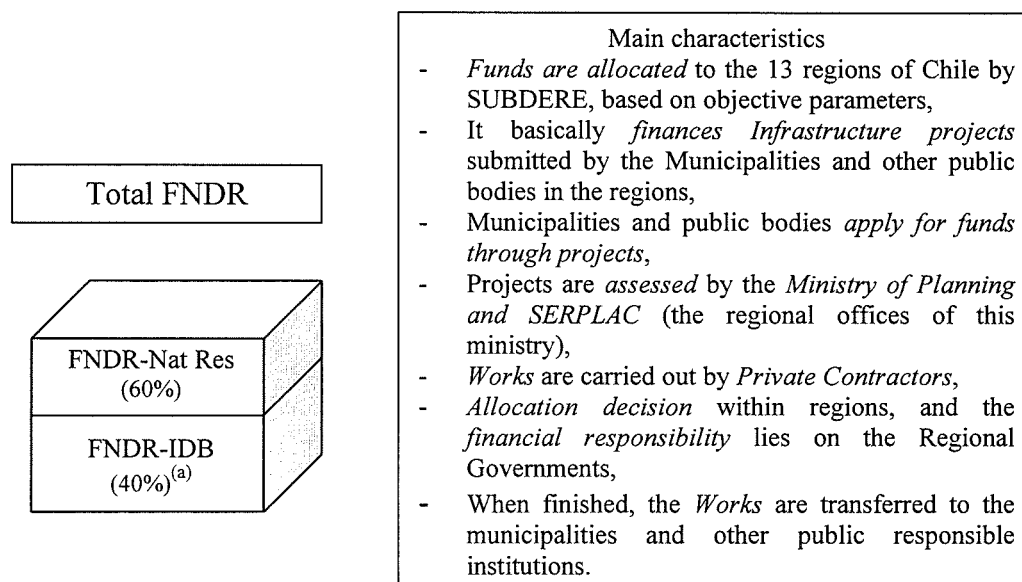 Total FNDR
FNDR-Nat Res
(60%)
FNDR-IDB
(40%)(a)
Main characteristics
- Funds are allocated to the 13 regions of Chile by
SUBDERE, based on objective parameters,
- It basically finances Infrastructure projects
submitted by the Municipalities and other public
bodies in the regions,
- Municipalities and public bodies apply for funds
through projects,
- Projects are assessed by the Ministry of Planning
and SERPLAC (the regional offices of this
ministry),
- Works are carried out by Private Contractors,
- Allocation decision within regions, and the
financial responsibility lies on the Regional
Governments,
- When finished, the Works are transferred to the
municipalities and other public responsible
institutions.